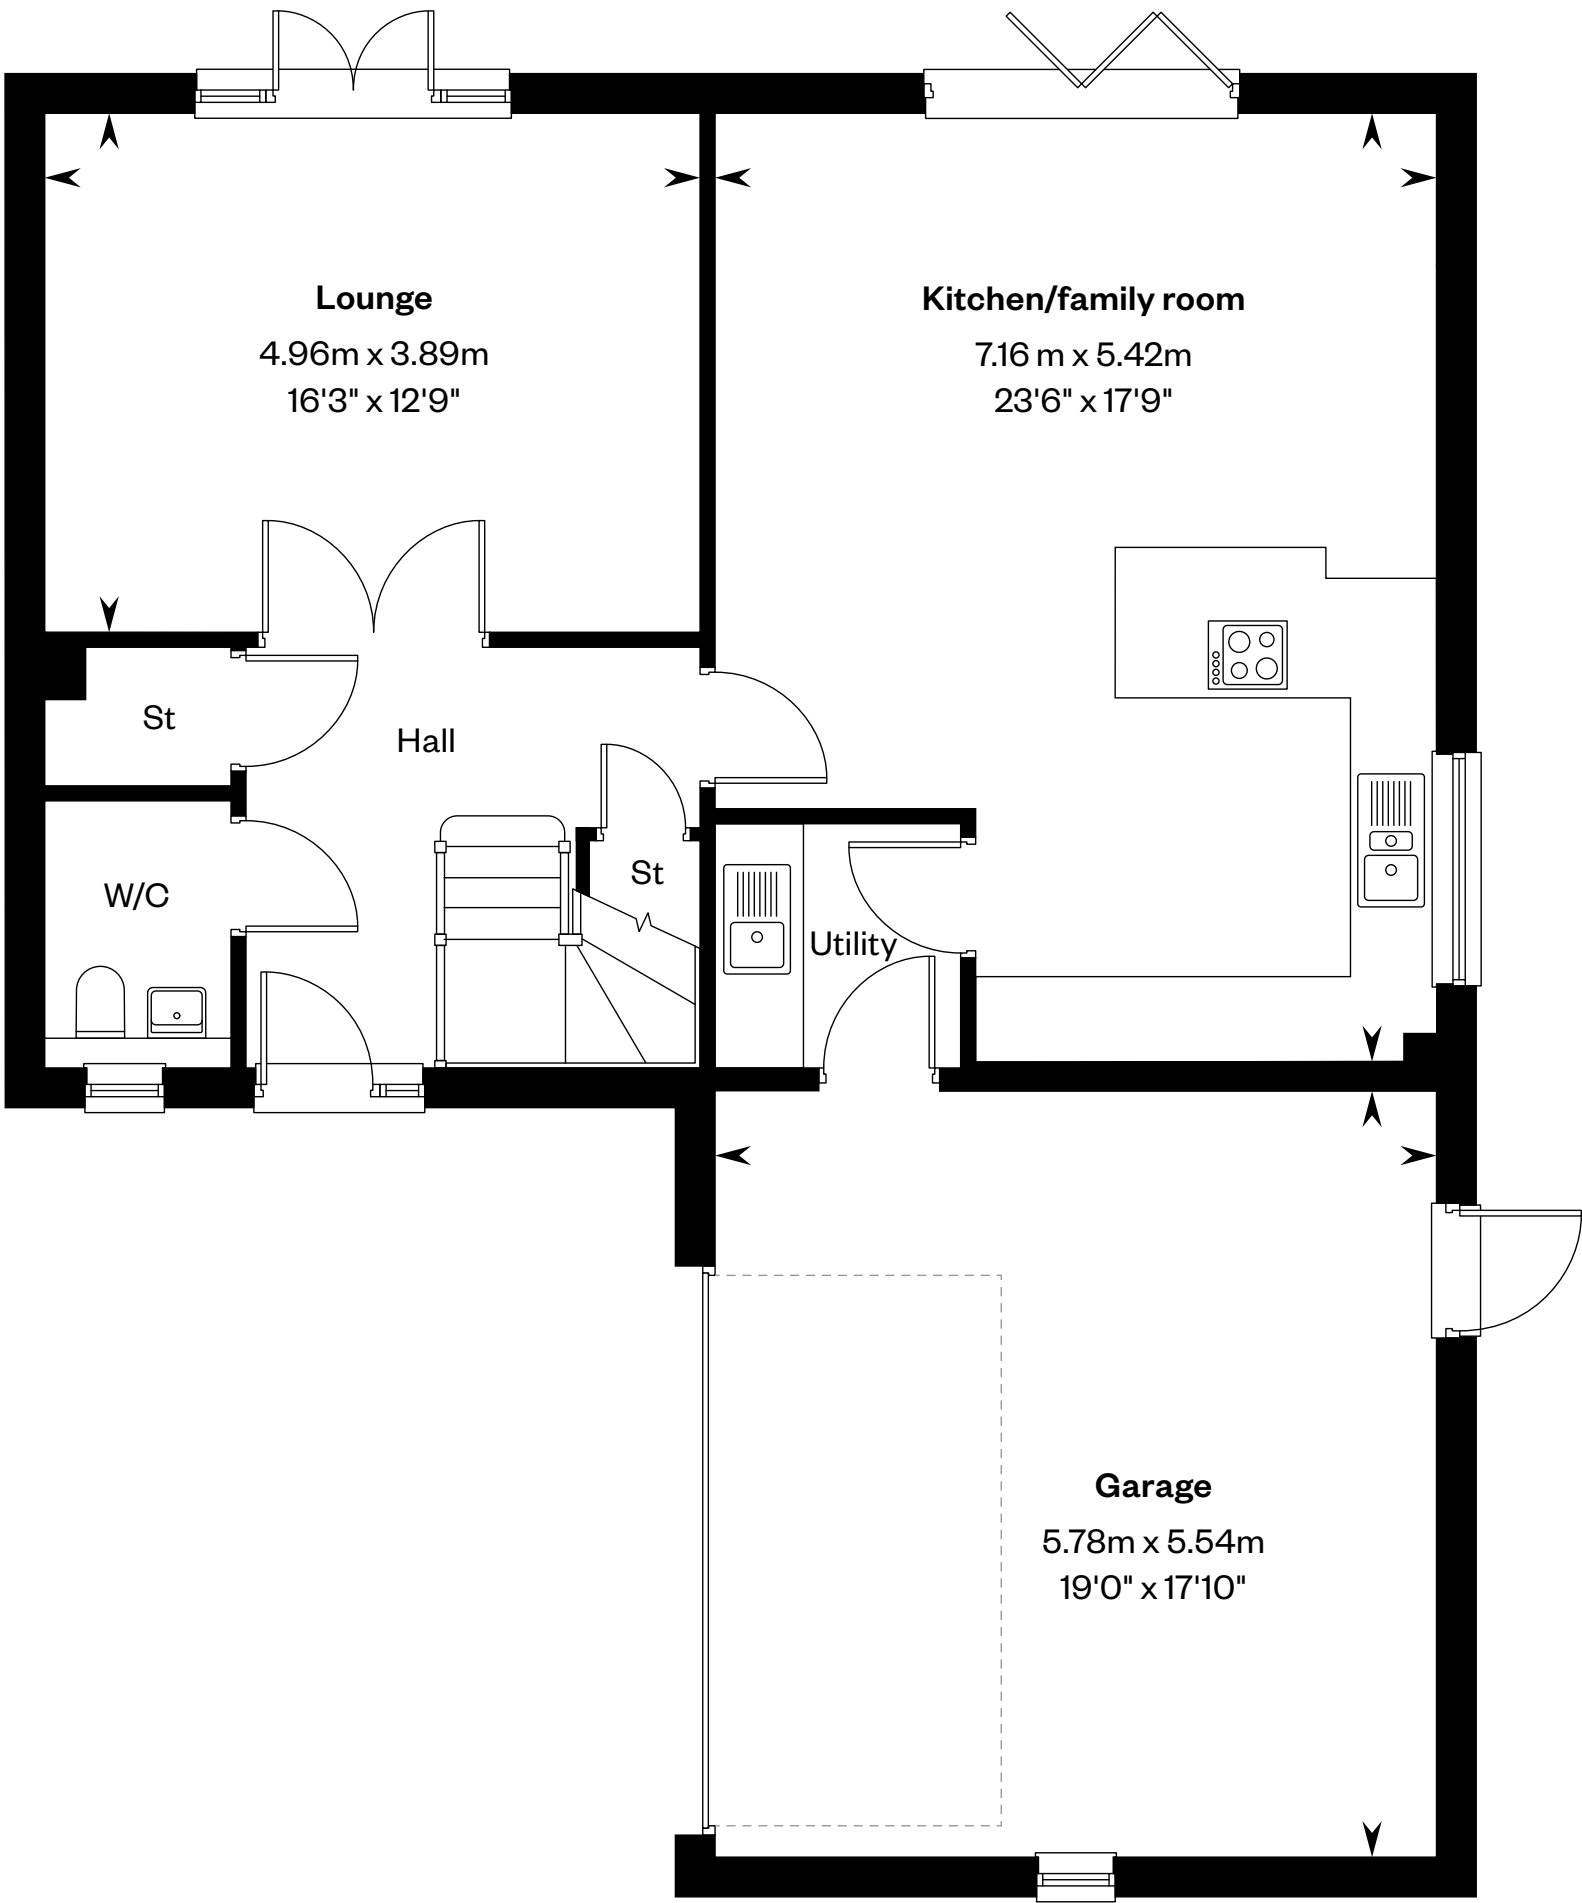 Lounge
4.96m x 3.89m
16'3" x 12'9"
Kitchen/family room
7.16 m x 5.42m
23'6" x 17'9"
St
Hall
St
W/C
Utility
Garage
5.78m x 5.54m
19'0" x 17'10"